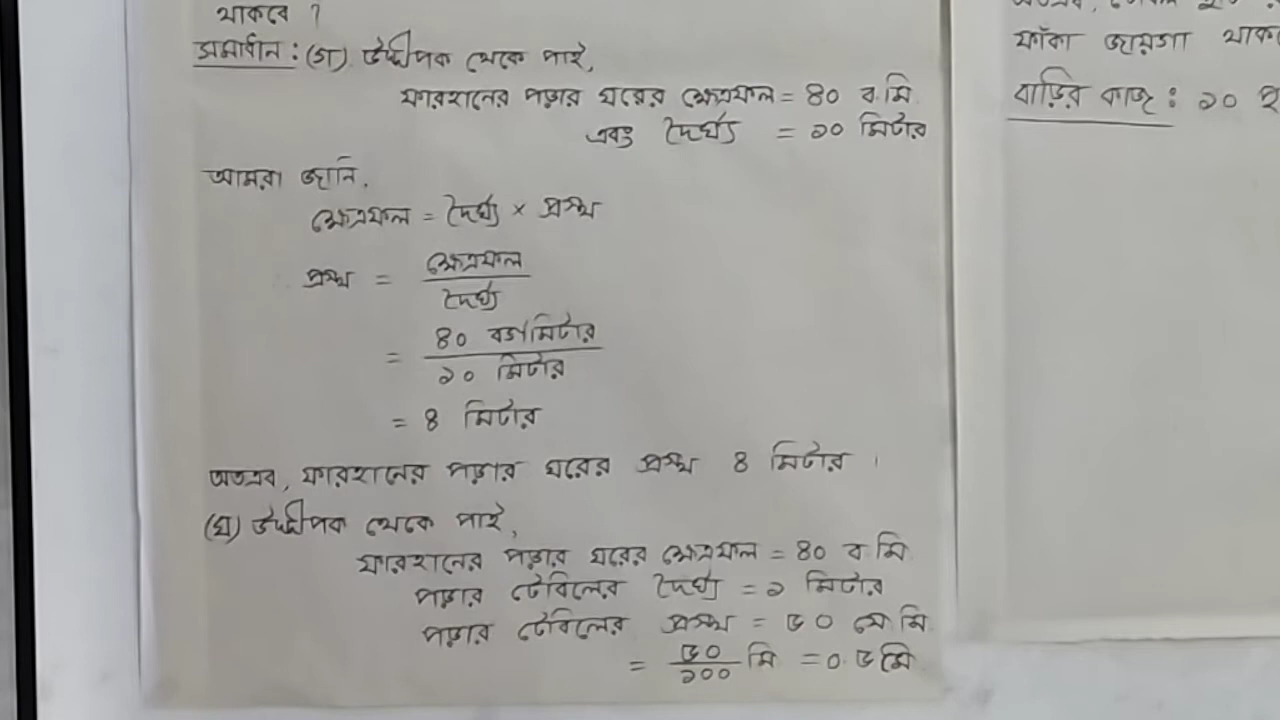 থাকবে ?
সমাধান : (গ) উদ্দীপক থেকে পাই,
ফারহানের পড়ার ঘরের ক্ষেত্রফল = ৪০ ব.মি.
এবং দৈর্ঘ্য = ১০ মিটার
আমরা জানি,
ক্ষেত্রফল = দৈর্ঘ্য × প্রস্থ
প্রস্থ = ক্ষেত্রফল / দৈর্ঘ্য
= ৪০ বর্গমিটার / ১০ মিটার
= ৪ মিটার
অতএব, ফারহানের পড়ার ঘরের প্রস্থ ৪ মিটার ।
(ঘ) উদ্দীপক থেকে পাই,
ফারহানের পড়ার ঘরের ক্ষেত্রফল = ৪০ ব.মি.
পড়ার টেবিলের দৈর্ঘ্য = ১ মিটার
পড়ার টেবিলের প্রস্থ = ৬০ সে.মি.
= ৬০/১০০ মি = ০.৬ মি.
ফাঁকা জায়গা
বাড়ির কাজ : ১০